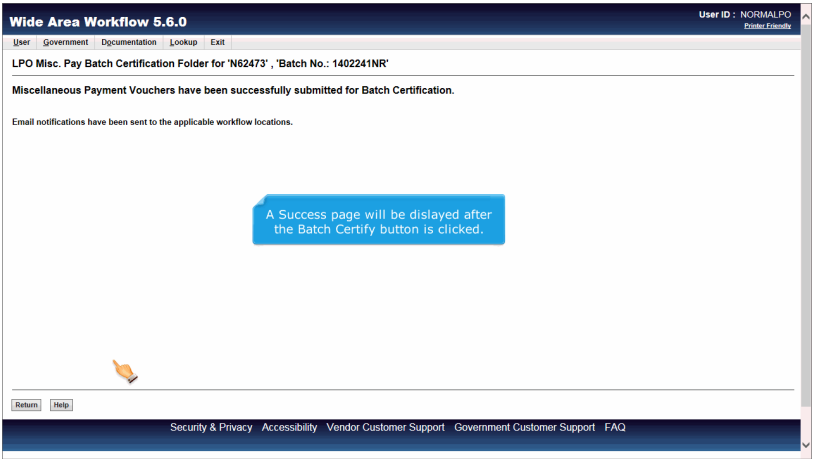 Wide Area Workflow 5.6.0
User ID : NORMALPO
Printer Friendly
User Government Documentation Lookup Exit
LPO Misc. Pay Batch Certification Folder for 'N62473' , 'Batch No.: 1402241NR'
Miscellaneous Payment Vouchers have been successfully submitted for Batch Certification.
Email notifications have been sent to the applicable workflow locations.
A Success page will be dislayed after
the Batch Certify button is clicked.
Return Help
Security & Privacy Accessibility Vendor Customer Support Government Customer Support FAQ